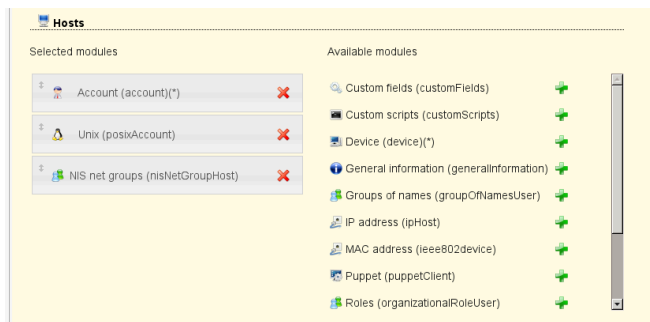 Hosts
Selected modules
Available modules
Account (account)(*)
Unix (posixAccount)
NIS net groups (nisNetGroupHost)
Custom fields (customFields)
Custom scripts (customScripts)
Device (device)(*)
General information (generalInformation)
Groups of names (groupOfNamesUser)
IP address (ipHost)
MAC address (ieee802device)
Puppet (puppetClient)
Roles (organizationalRoleUser)